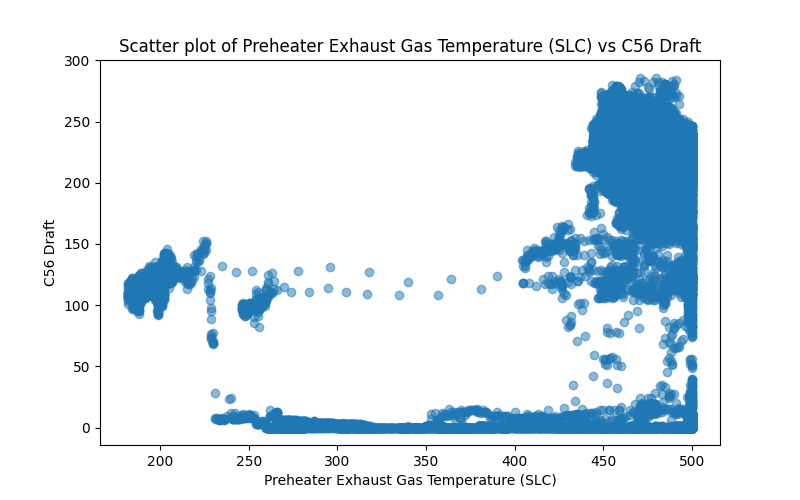 Scatter plot of Preheater Exhaust Gas Temperature (SLC) vs C56 Draft
300
250
200
150
100
50
0
C56 Draft
200 250 300 350 400 450 500
Preheater Exhaust Gas Temperature (SLC)